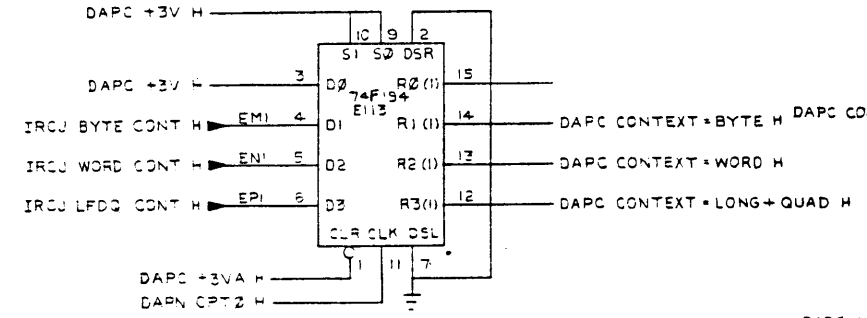 DAPC +3V H
10 9 2
S1 S0 DSR
DAPC +3V H 3 D0 R0 (1) 15
74F194
E113
IRCJ BYTE CONT H EM1 4 D1 R1 (1) 14 DAPC CONTEXT=BYTE H DAPC CO
IRCJ WORD CONT H EN1 5 D2 R2 (1) 13 DAPC CONTEXT=WORD H
IRCJ LFDQ CONT H EP1 6 D3 R3(1) 12 DAPC CONTEXT=LONG+QUAD H
CLR CLK DSL
1 11 7
DAPC +3VA H
DAPN CPT2 H